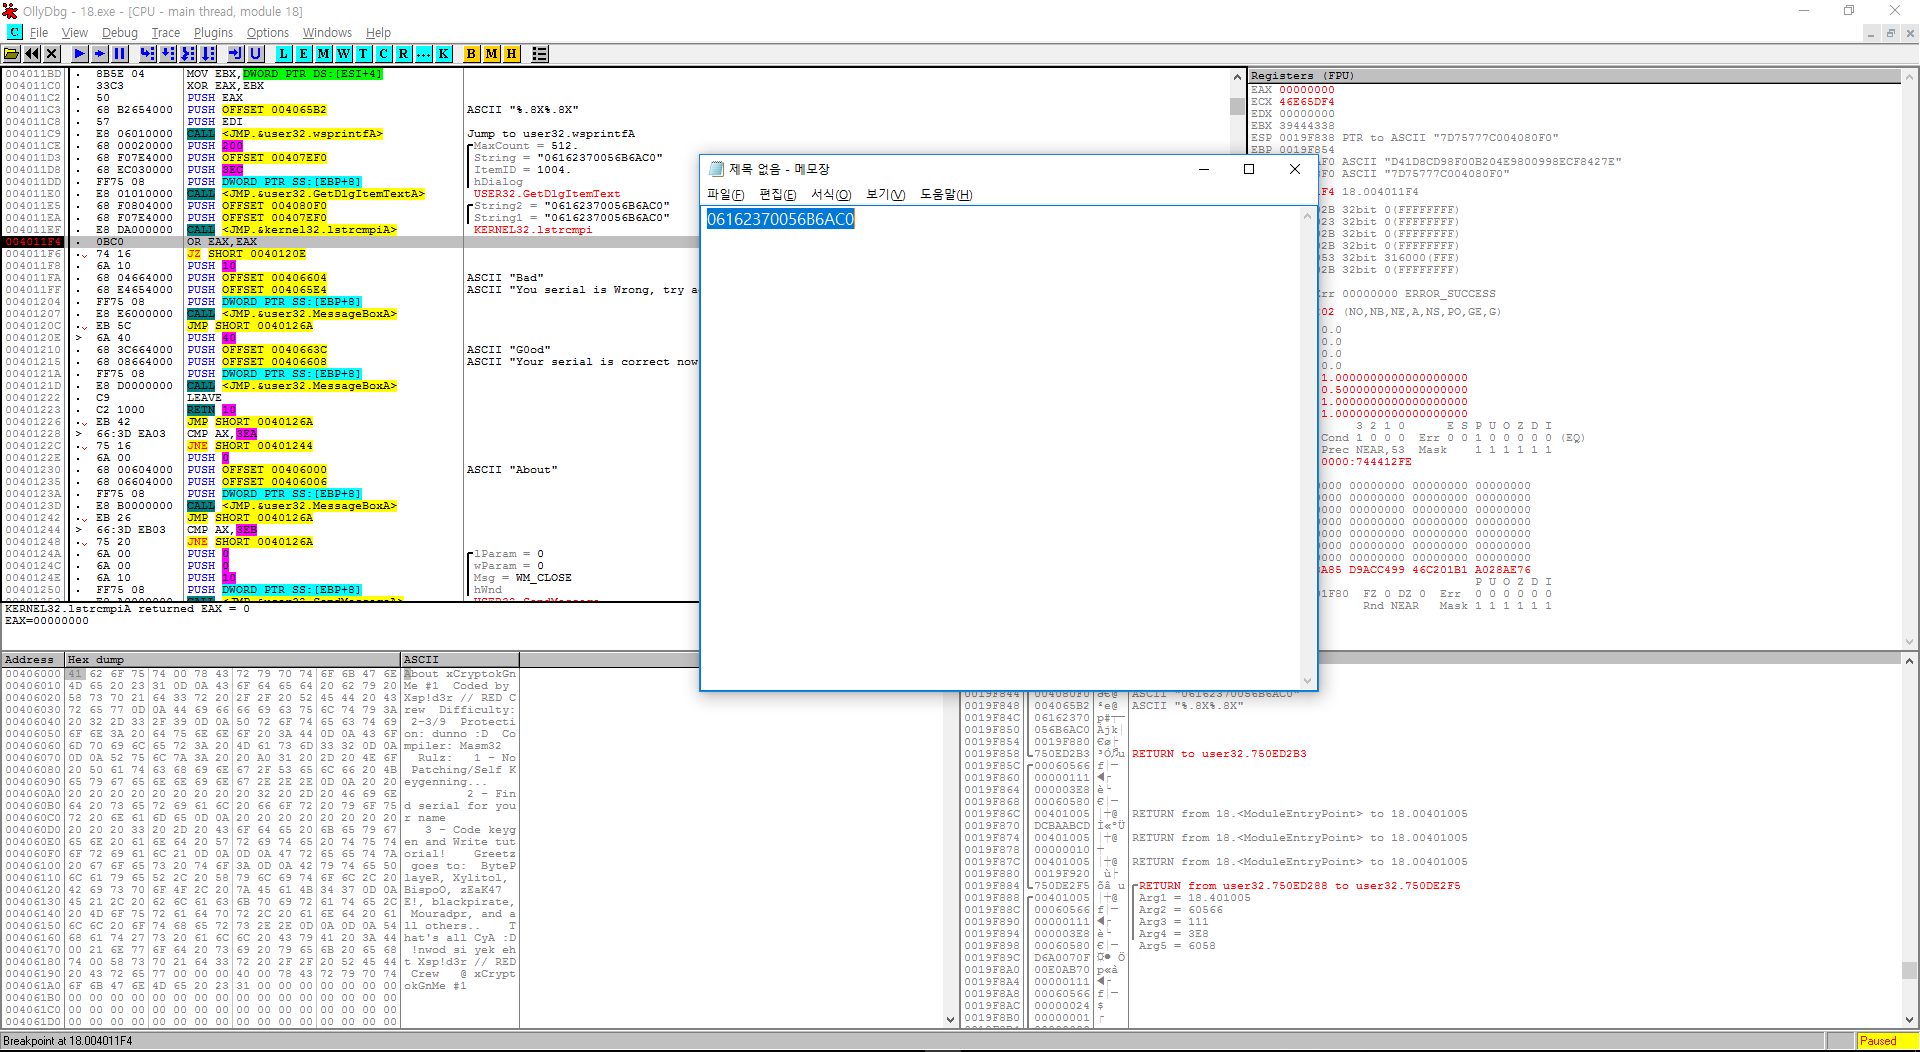 OllyDbg - 18.exe - [CPU - main thread, module 18]
C File View Debug Trace Plugins Options Windows Help
L E M W T C R ... K B M H
004011BD . 8B5E 04 MOV EBX,DWORD PTR DS:[ESI+4]
004011C0 . 33C3 XOR EAX,EBX
004011C2 . 50 PUSH EAX
004011C3 . 68 B2654000 PUSH OFFSET 004065B2 ASCII "%.8X%.8X"
004011C8 . 57 PUSH EDI
004011C9 . E8 06010000 CALL <JMP.&user32.wsprintfA> Jump to user32.wsprintfA
004011CE . 68 00020000 PUSH 200 MaxCount = 512.
004011D3 . 68 F07E4000 PUSH OFFSET 00407EF0 String = "06162370056B6AC0"
004011D8 . 68 EC030000 PUSH 3EC ItemID = 1004.
004011DD . FF75 08 PUSH DWORD PTR SS:[EBP+8] hDialog
004011E0 . E8 01010000 CALL <JMP.&user32.GetDlgItemTextA> USER32.GetDlgItemText
004011E5 . 68 F0804000 PUSH OFFSET 004080F0 String2 = "06162370056B6AC0"
004011EA . 68 F07E4000 PUSH OFFSET 00407EF0 String1 = "06162370056B6AC0"
004011EF . E8 DA000000 CALL <JMP.&kernel32.lstrcmpiA> KERNEL32.lstrcmpi
004011F4 . 0BC0 OR EAX,EAX
004011F6 . 74 16 JZ SHORT 0040120E
004011F8 . 6A 10 PUSH 10
004011FA . 68 04664000 PUSH OFFSET 00406604 ASCII "Bad"
004011FF . 68 E4654000 PUSH OFFSET 004065E4 ASCII "You serial is Wrong, try a
00401204 . FF75 08 PUSH DWORD PTR SS:[EBP+8]
00401207 . E8 E6000000 CALL <JMP.&user32.MessageBoxA>
0040120C . EB 5C JMP SHORT 0040126A
0040120E > 6A 40 PUSH 40
00401210 . 68 3C664000 PUSH OFFSET 0040663C ASCII "G0od"
00401215 . 68 08664000 PUSH OFFSET 00406608 ASCII "Your serial is correct now
0040121A . FF75 08 PUSH DWORD PTR SS:[EBP+8]
0040121D . E8 D0000000 CALL <JMP.&user32.MessageBoxA>
00401222 . C9 LEAVE
00401223 . C2 1000 RETN 10
00401226 . EB 42 JMP SHORT 0040126A
00401228 > 66:3D EA03 CMP AX,3EA
0040122C . 75 16 JNE SHORT 00401244
0040122E . 6A 00 PUSH 0
00401230 . 68 00604000 PUSH OFFSET 00406000 ASCII "About"
00401235 . 68 06604000 PUSH OFFSET 00406006
0040123A . FF75 08 PUSH DWORD PTR SS:[EBP+8]
0040123D . E8 B0000000 CALL <JMP.&user32.MessageBoxA>
00401242 . EB 26 JMP SHORT 0040126A
00401244 > 66:3D EB03 CMP AX,3EB
00401248 . 75 20 JNE SHORT 0040126A
0040124A . 6A 00 PUSH 0 lParam = 0
0040124C . 6A 00 PUSH 0 wParam = 0
0040124E . 6A 10 PUSH 10 Msg = WM_CLOSE
00401250 . FF75 08 PUSH DWORD PTR SS:[EBP+8] hWnd
KERNEL32.lstrcmpiA returned EAX = 0
EAX=00000000
제목 없음 - 메모장
파일(F) 편집(E) 서식(O) 보기(V) 도움말(H)
06162370056B6AC0
Registers (FPU)
EAX 00000000
ECX 46E65DF4
EDX 00000000
EBX 39444338
ESP 0019F838 PTR to ASCII "7D75777C004080F0"
EBP 0019F854
AF0 ASCII "D41D8CD98F00B204E9800998ECF8427E"
ASCII "7D75777C004080F0"
F4 18.004011F4
2B 32bit 0(FFFFFFFF)
23 32bit 0(FFFFFFFF)
2B 32bit 0(FFFFFFFF)
2B 32bit 0(FFFFFFFF)
53 32bit 316000(FFF)
2B 32bit 0(FFFFFFFF)
rr 00000000 ERROR_SUCCESS
02 (NO,NB,NE,A,NS,PO,GE,G)
0.0
0.0
0.0
0.0
1.0000000000000000000
0.5000000000000000000
1.0000000000000000000
1.0000000000000000000
3 2 1 0 E S P U O Z D I
Cond 1 0 0 0 Err 0 0 1 0 0 0 0 0 (EQ)
Prec NEAR,53 Mask 1 1 1 1 1 1
0000:744412FE
000 00000000 00000000 00000000
000 00000000 00000000 00000000
000 00000000 00000000 00000000
000 00000000 00000000 00000000
000 00000000 00000000 00000000
000 00000000 00000000 00000000
000 00000000 00000000 00000000
A85 D9ACC499 46C201B1 A028AE76
P U O Z D I
1F80 FZ 0 DZ 0 Err 0 0 0 0 0 0
Rnd NEAR Mask 1 1 1 1 1 1
Address Hex dump ASCII
00406000 41 62 6F 75 74 00 78 43 72 79 70 74 6F 6B 47 6E About xCryptokGn
00406010 4D 65 20 23 31 0D 0A 43 6F 64 65 64 20 62 79 20 Me #1 Coded by
00406020 58 73 70 21 64 33 72 20 2F 2F 20 52 45 44 20 43 Xsp!d3r // RED C
00406030 72 65 77 0D 0A 44 69 66 66 69 63 75 6C 74 79 3A rew Difficulty:
00406040 20 32 2D 33 2F 39 0D 0A 50 72 6F 74 65 63 74 69 2-3/9 Protecti
00406050 6F 6E 3A 20 64 75 6E 6E 6F 20 3A 44 0D 0A 43 6F on: dunno :D Co
00406060 6D 70 69 6C 65 72 3A 20 4D 61 73 6D 33 32 0D 0A mpiler: Masm32
00406070 0D 0A 52 75 6C 7A 3A 20 20 A0 31 20 2D 20 4E 6F Rulz: 1 - No
00406080 20 50 61 74 63 68 69 6E 67 2F 53 65 6C 66 20 4B Patching/Self K
00406090 65 79 67 65 6E 6E 69 6E 67 2E 2E 2E 0D 0A 20 20 eygenning...
004060A0 20 20 20 20 20 20 20 20 20 32 20 2D 20 46 69 6E 2 - Fin
004060B0 64 20 73 65 72 69 61 6C 20 66 6F 72 20 79 6F 75 d serial for you
004060C0 72 20 6E 61 6D 65 0D 0A 20 20 20 20 20 20 20 20 r name
004060D0 20 20 20 33 20 2D 20 43 6F 64 65 20 6B 65 79 67 3 - Code keyg
004060E0 65 6E 20 61 6E 64 20 57 72 69 74 65 20 74 75 74 en and Write tut
004060F0 6F 72 69 61 6C 21 0D 0A 0D 0A 47 72 65 65 74 7A orial! Greetz
00406100 20 67 6F 65 73 20 74 6F 3A 0D 0A 42 79 74 65 50 goes to: ByteP
00406110 6C 61 79 65 52 2C 20 58 79 6C 69 74 6F 6C 2C 20 layeR, Xylitol,
00406120 42 69 73 70 6F 4F 2C 20 7A 45 61 4B 34 37 0D 0A BispoO, zEaK47
00406130 45 21 2C 20 62 6C 61 63 6B 70 69 72 61 74 65 2C E!, blackpirate,
00406140 20 4D 6F 75 72 61 64 70 72 2C 20 61 6E 64 20 61 Mouradpr, and a
00406150 6C 6C 20 6F 74 68 65 72 73 2E 2E 0D 0A 0D 0A 54 ll others.. T
00406160 68 61 74 27 73 20 61 6C 6C 20 43 79 41 20 3A 44 hat's all CyA :D
00406170 00 21 6E 77 6F 64 20 73 69 20 79 65 6B 20 65 68 !nwod si yek eh
00406180 74 00 58 73 70 21 64 33 72 20 2F 2F 20 52 45 44 t Xsp!d3r // RED
00406190 20 43 72 65 77 00 00 00 40 00 78 43 72 79 70 74 Crew @ xCrypt
004061A0 6F 6B 47 6E 4D 65 20 23 31 00 00 00 00 00 00 00 okGnMe #1
004061B0 00 00 00 00 00 00 00 00 00 00 00 00 00 00 00 00
004061C0 00 00 00 00 00 00 00 00 00 00 00 00 00 00 00 00
004061D0 00 00 00 00 00 00 00 00 00 00 00 00 00 00 00 00
0019F844 004080F0 ASCII "06162370056B6AC0"
0019F848 004065B2 ASCII "%.8X%.8X"
0019F84C 06162370
0019F850 056B6AC0
0019F854 0019F880
0019F858 750ED2B3 RETURN to user32.750ED2B3
0019F85C 00060566
0019F860 00000111
0019F864 000003E8
0019F868 00060580
0019F86C 00401005 RETURN from 18.<ModuleEntryPoint> to 18.00401005
0019F870 DCBAABCD
0019F874 00401005 RETURN from 18.<ModuleEntryPoint> to 18.00401005
0019F878 00000010
0019F87C 00401005 RETURN from 18.<ModuleEntryPoint> to 18.00401005
0019F880 0019F920
0019F884 750DE2F5 RETURN from user32.750ED288 to user32.750DE2F5
0019F888 00401005 Arg1 = 18.401005
0019F88C 00060566 Arg2 = 60566
0019F890 00000111 Arg3 = 111
0019F894 000003E8 Arg4 = 3E8
0019F898 00060580 Arg5 = 6058
0019F89C D6A0070F
0019F8A0 00E0AB70
0019F8A4 00000111
0019F8A8 00060566
0019F8AC 00000024 $
0019F8B0 00000001
Breakpoint at 18.004011F4
Paused